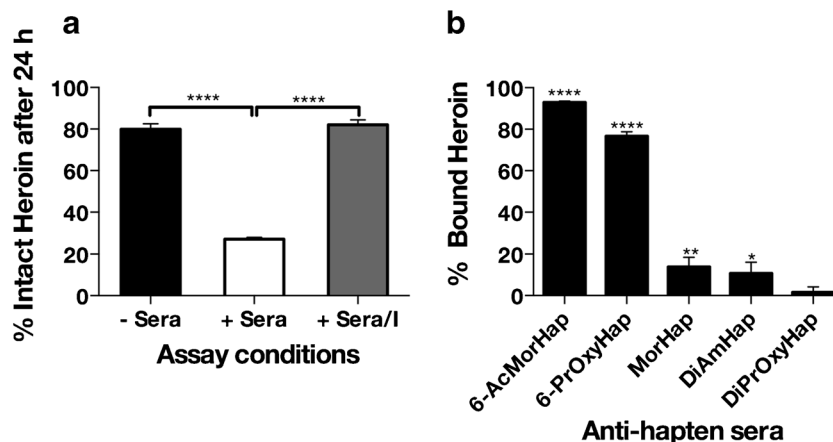 a
% Intact Heroin after 24 h
100
80
60
40
20
0
****
****
- Sera
+ Sera
+ Sera/I
Assay conditions
b
% Bound Heroin
100
80
60
40
20
0
****
****
**
*
6-AcMorHap
6-PrOxyHap
MorHap
DiAmHap
DiPrOxyHap
Anti-hapten sera